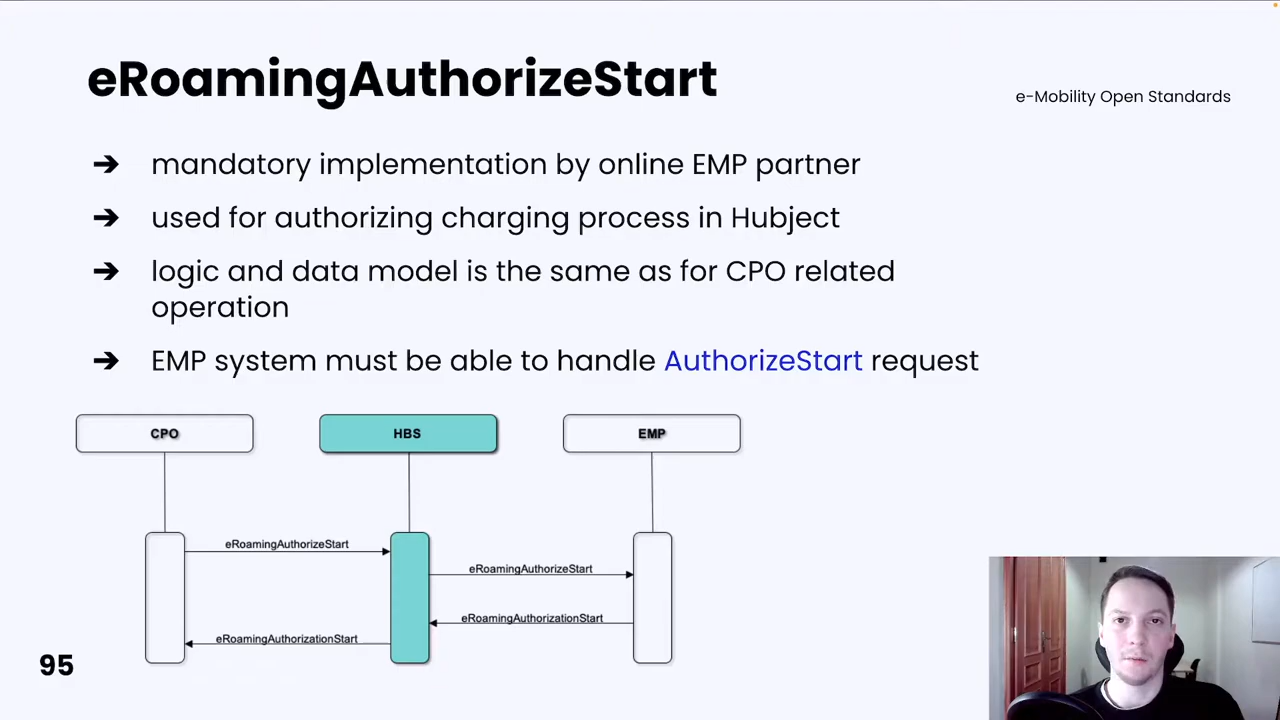 eRoamingAuthorizeStart
e-Mobility Open Standards
➔ mandatory implementation by online EMP partner
➔ used for authorizing charging process in Hubject
➔ logic and data model is the same as for CPO related
operation
➔ EMP system must be able to handle AuthorizeStart request
CPO
HBS
EMP
eRoamingAuthorizeStart
eRoamingAuthorizeStart
eRoamingAuthorizationStart
eRoamingAuthorizationStart
95